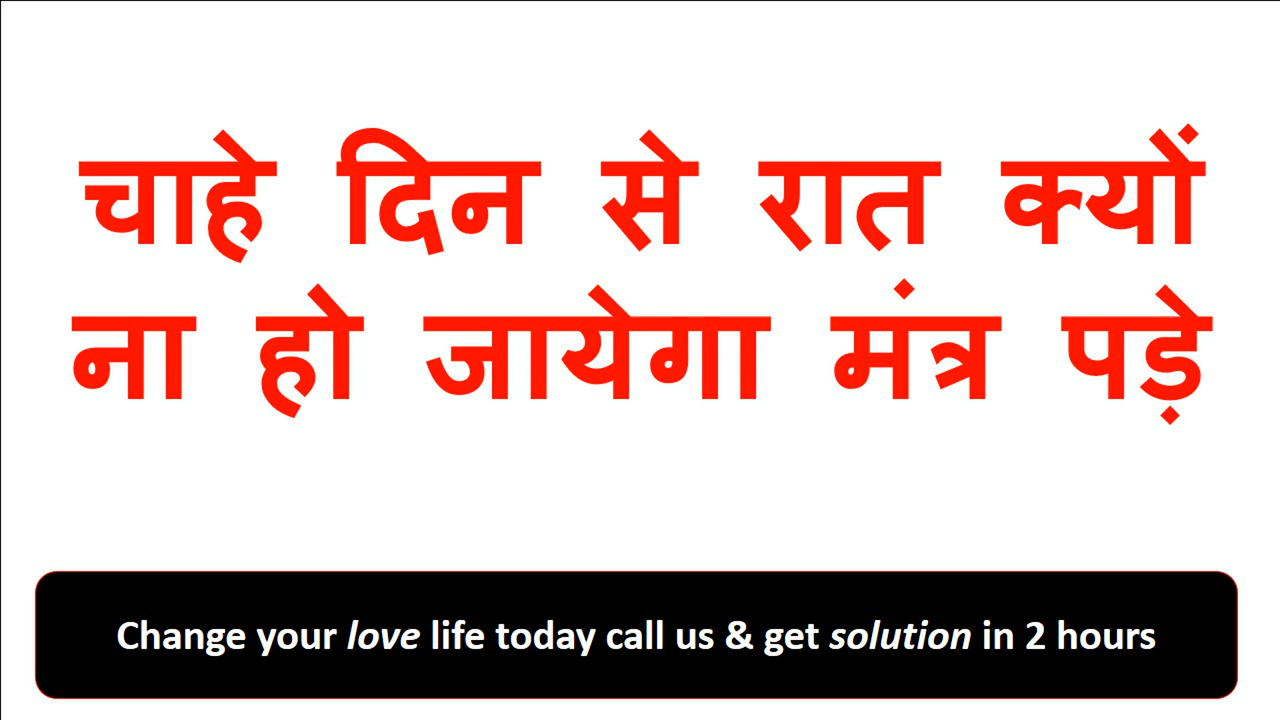 चाहे दिन से रात क्यों
ना हो जायेगा मंत्र पड़े
Change your love life today call us & get solution in 2 hours